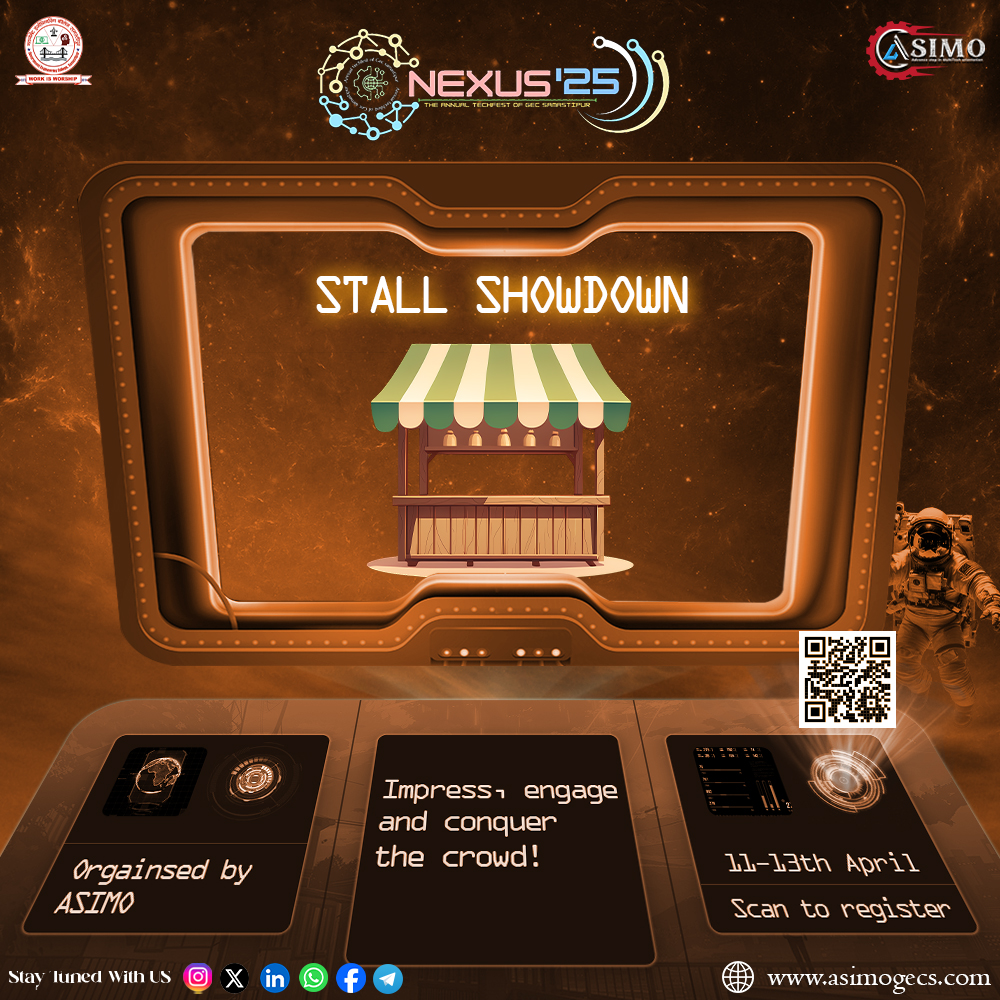 WORK IS WORSHIP
NEXUS'25
THE ANNUAL TECHFEST OF GEC SAMASTIPUR
ASIMO
STALL SHOWDOWN
Impress, engage
and conquer
the crowd!
Orgainsed by
ASIMO
11-13th April
Scan to register
Stay Tuned With US
www.asimogecs.com